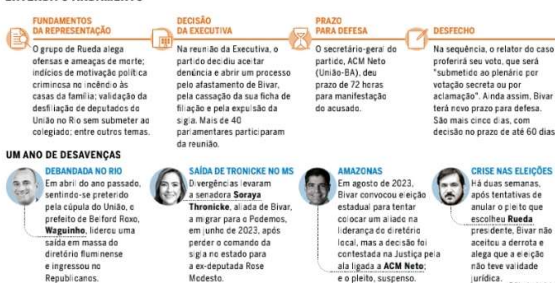 FUNDAMENTOS
DA REPRESENTAÇÃO
O grupo de Rueda alega
ofensas e ameaças de morte;
indícios de motivação política
criminosa no incêndio às
casas da família; validação da
desfiliação de deputados do
União no Rio sem submeter ao
colegiado; entre outros temas.
DECISÃO
DA EXECUTIVA
Na reunião da Executiva, o
partido decidiu aceitar
denúncia e abrir um processo
pelo afastamento de Bivar,
pela cassação da sua ficha de
filiação e pela expulsão da
sigla. Mais de 40
parlamentares participaram
da reunião.
PRAZO
PARA DEFESA
O secretário-geral do
partido, ACM Neto
(União-BA), deu
prazo de 72 horas
para manifestação
do acusado.
DESFECHO
Na sequência, o relator do caso
proferirá seu voto, que será
"submetido ao plenário por
votação secreta ou por
aclamação". Ainda assim, Bivar
terá novo prazo para defesa.
São mais cinco dias, com
decisão no prazo de até 60 dias.
UM ANO DE DESAVENÇAS
DEBANDADA NO RIO
Em abril do ano passado,
sentindo-se preterido
pela cúpula do União, o
prefeito de Belford Roxo,
Waguinho, liderou uma
saída em massa do
diretório fluminense
e ingressou no
Republicanos.
SAÍDA DE TRONICKE NO MS
Divergências levaram
a senadora Soraya
Thronicke, aliada de Bivar,
a migrar para o Podemos,
em junho de 2023, após
perder o comando da
sigla no estado para
a ex-deputada Rose
Modesto.
AMAZONAS
Em agosto de 2023,
Bivar convocou eleição
estadual para tentar
colocar um aliado na
liderança do diretório
local, mas a decisão foi
contestada na Justiça pela
ala ligada a ACM Neto;
e o pleito, suspenso.
CRISE NAS ELEIÇÕES
Há duas semanas,
após tentativas de
anular o pleito que
escolheu Rueda
presidente, Bivar não
aceitou a derrota e
alega que a eleição
não teve validade
jurídica.